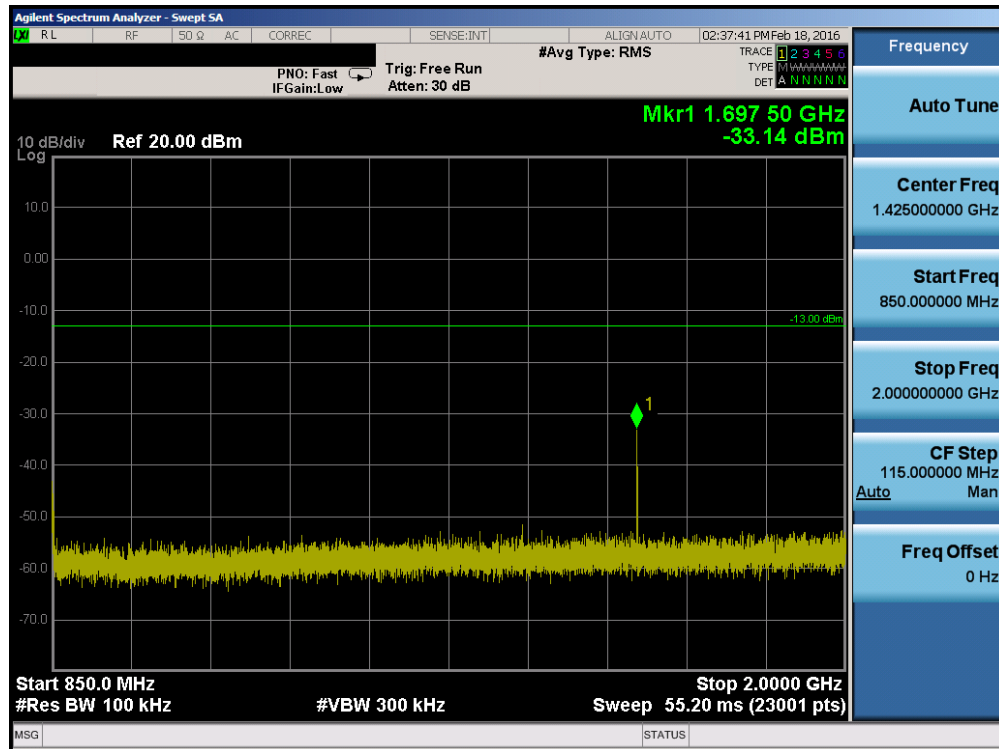 Agilent Spectrum Analyzer - Swept SA
LXI RL RF 50 Ω AC CORREC SENSE:INT ALIGN AUTO 02:37:41 PM Feb 18, 2016
#Avg Type: RMS
TRACE 1 2 3 4 5 6
PNO: Fast Trig: Free Run
TYPE M WWWWW
IFGain:Low Atten: 30 dB
DET A N N N N N
Mkr1 1.697 50 GHz
-33.14 dBm
10 dB/div Ref 20.00 dBm
Log
10.0
0.00
-10.0
-13.00 dBm
-20.0
-30.0
1
-40.0
-50.0
-60.0
-70.0
Start 850.0 MHz Stop 2.0000 GHz
#Res BW 100 kHz #VBW 300 kHz Sweep 55.20 ms (23001 pts)
MSG STATUS
Frequency
Auto Tune
Center Freq
1.425000000 GHz
Start Freq
850.000000 MHz
Stop Freq
2.000000000 GHz
CF Step
115.000000 MHz
Auto Man
Freq Offset
0 Hz